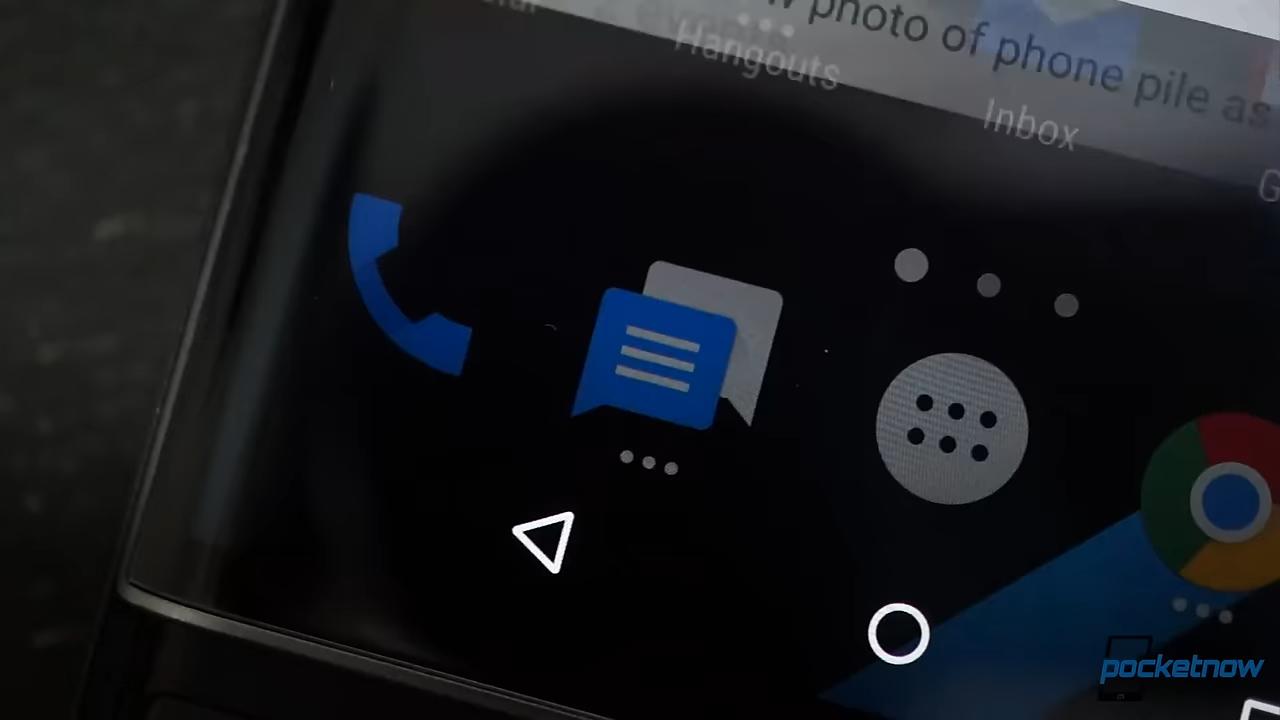 photo of phone pile as
Hangouts
Inbox
G
pocketnow